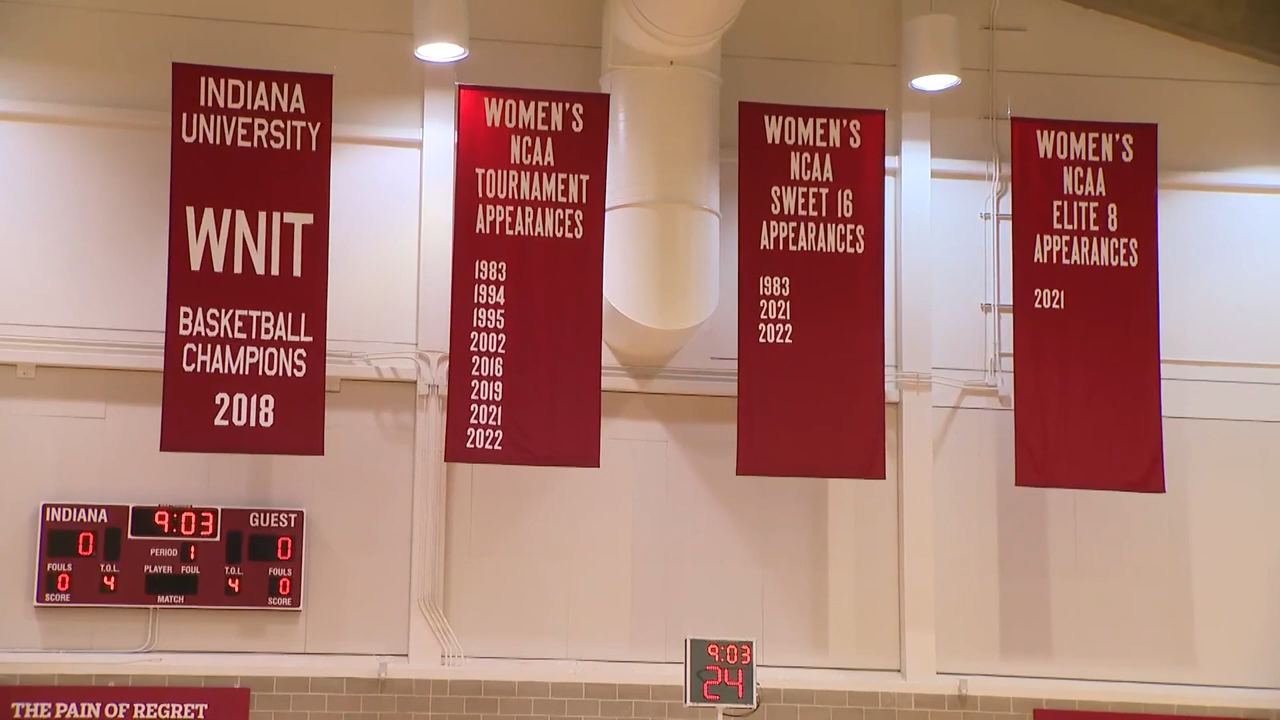 INDIANA
UNIVERSITY
WNIT
BASKETBALL
CHAMPIONS
2018
WOMEN'S
NCAA
TOURNAMENT
APPEARANCES
1983
1994
1995
2002
2016
2019
2021
2022
WOMEN'S
NCAA
SWEET 16
APPEARANCES
1983
2021
2022
WOMEN'S
NCAA
ELITE 8
APPEARANCES
2021
INDIANA 9:03 GUEST
0 0
PERIOD 1
FOULS T.O.L. PLAYER FOUL T.O.L. FOULS
0 4 4 0
SCORE MATCH SCORE
9:03
24
THE PAIN OF REGRET